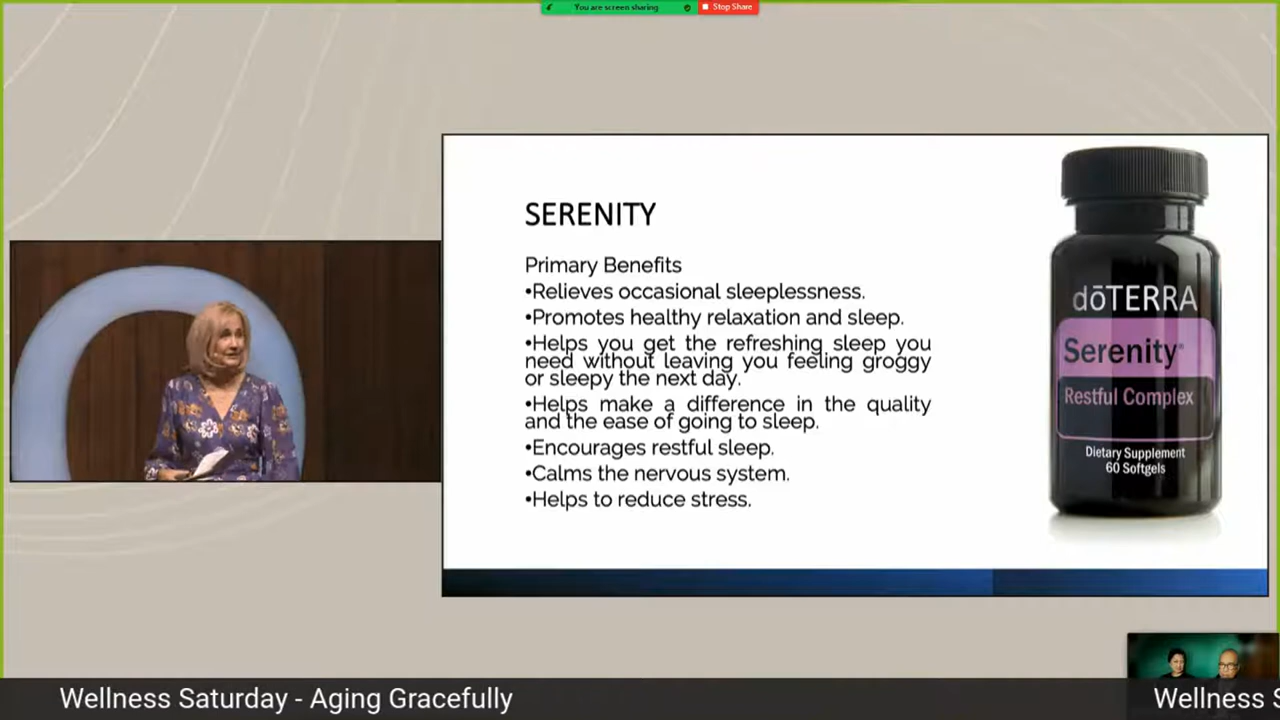 You are screen sharing
Stop Share
SERENITY
Primary Benefits
•Relieves occasional sleeplessness.
•Promotes healthy relaxation and sleep.
•Helps you get the refreshing sleep you
need without leaving you feeling groggy
or sleepy the next day.
•Helps make a difference in the quality
and the ease of going to sleep.
•Encourages restful sleep.
•Calms the nervous system.
•Helps to reduce stress.
dōTERRA
Serenity®
Restful Complex
Dietary Supplement
60 Softgels
Wellness Saturday - Aging Gracefully
Wellness S